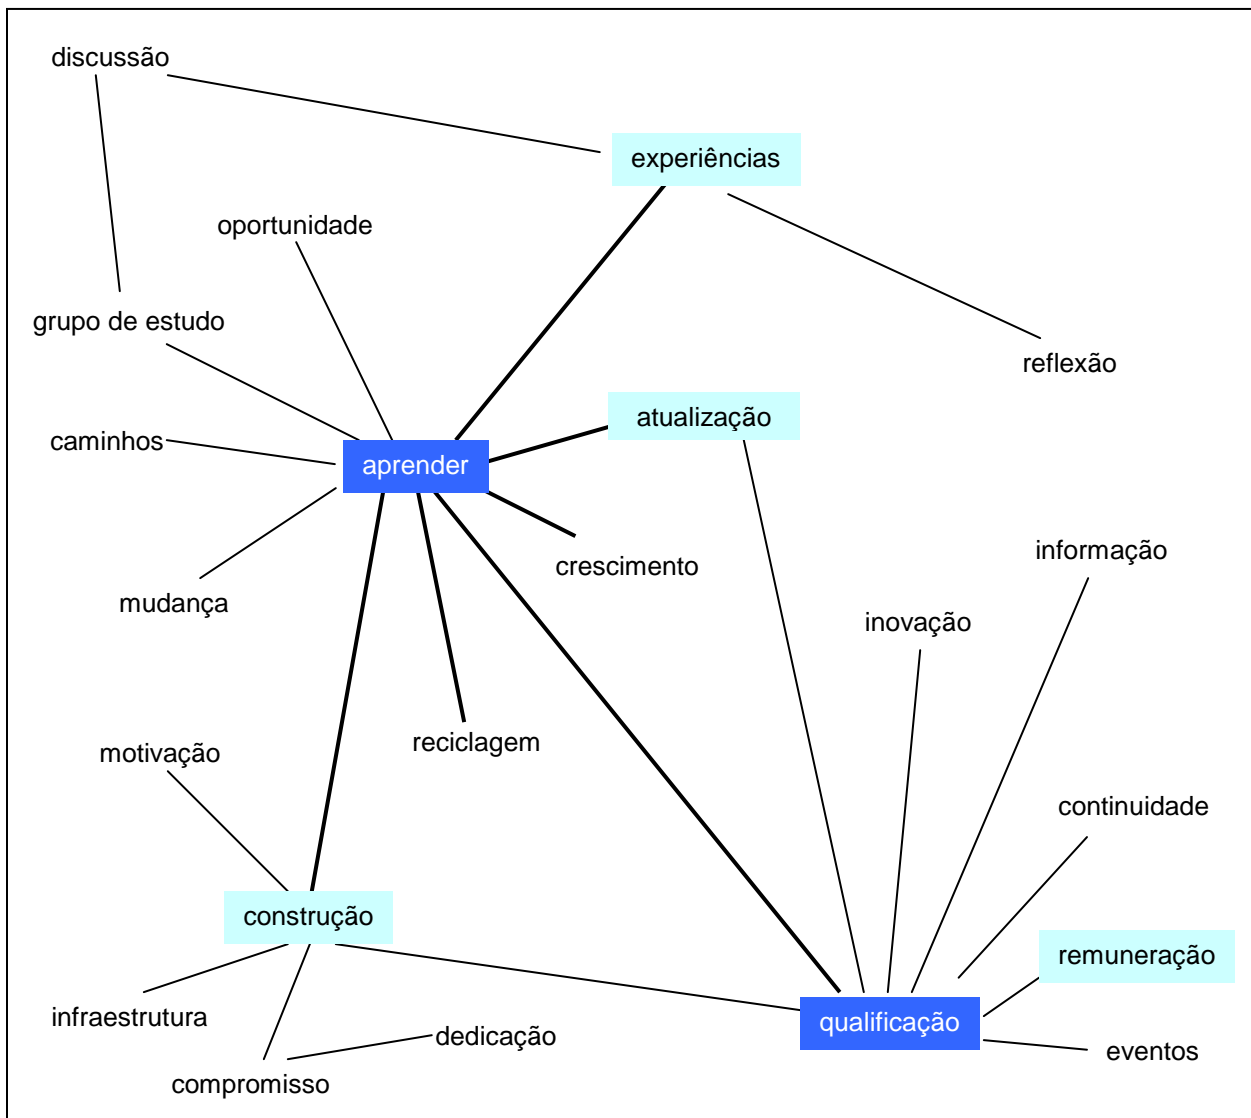 discussão
experiências
oportunidade
grupo de estudo
reflexão
atualização
caminhos
aprender
informação
crescimento
mudança
inovação
reciclagem
motivação
continuidade
construção
remuneração
infraestrutura
qualificação
dedicação
eventos
compromisso